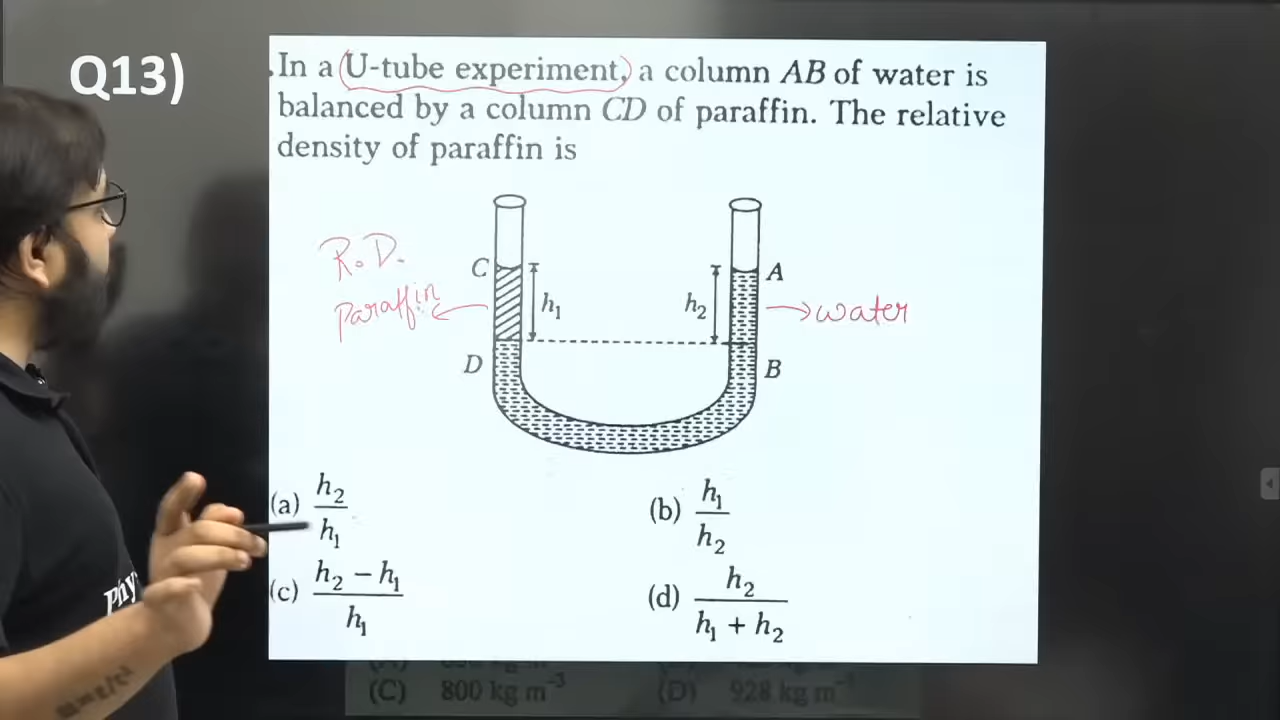 Q13)
.In a (U-tube experiment,) a column AB of water is
balanced by a column CD of paraffin. The relative
density of paraffin is
R.D.
paraffin
C
h₁
h₂
A
water
D
B
(a) h₂/h₁
(b) h₁/h₂
(c) (h₂ − h₁)/h₁
(d) h₂/(h₁ + h₂)
Phy
(C) 800 kg m⁻³
(D) 928 kg m